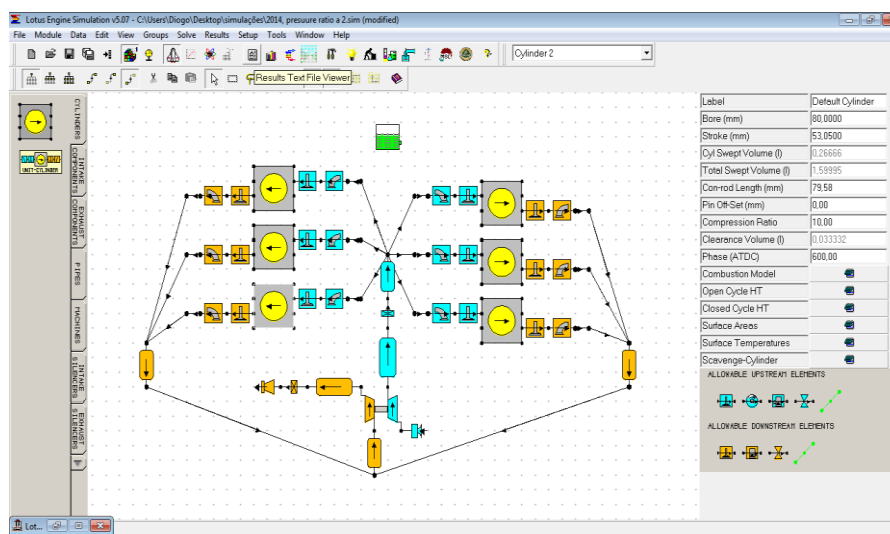 Lotus Engine Simulation v5.07 - C:\Users\Diogo\Desktop\simulações\2014, presuure ratio a 2.sim (modified)
File Module Data Edit View Groups Solve Results Setup Tools Window Help
Cylinder 2
Results Text File Viewer
CYLINDERS
INTAKE COMPONENTS
EXHAUST COMPONENTS
PIPES
MACHINES
INTAKE SILENCERS
EXHAUST SILENCERS
UNIT-CYLINDER
Label Default Cylinder
Bore (mm) 80,0000
Stroke (mm) 53,0500
Cyl Swept Volume (l) 0,26666
Total Swept Volume (l) 1,59995
Con-rod Length (mm) 79,58
Pin Off-Set (mm) 0,00
Compression Ratio 10,00
Clearance Volume (l) 0,033332
Phase (ATDC) 600,00
Combustion Model
Open Cycle HT
Closed Cycle HT
Surface Areas
Surface Temperatures
Scavenge-Cylinder
ALLOWABLE UPSTREAM ELEMENTS
ALLOWABLE DOWNSTREAM ELEMENTS
Lot...